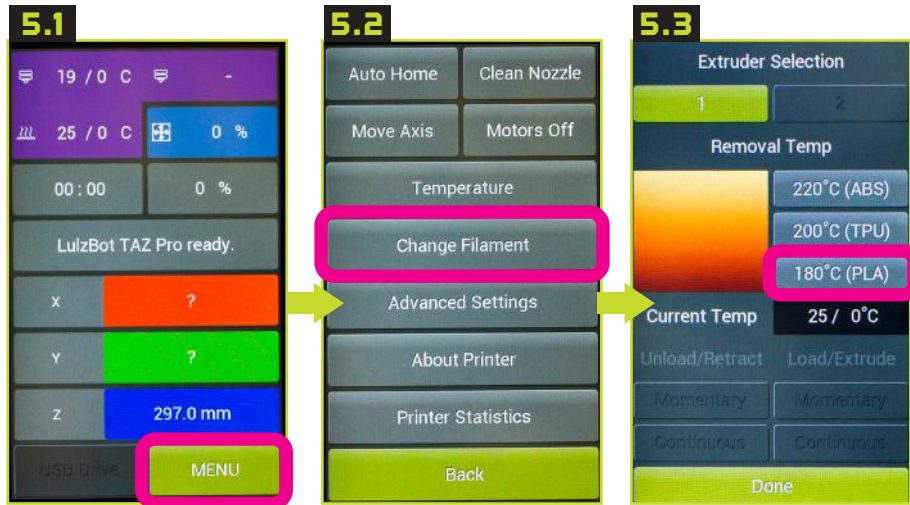 5.1
19 / 0 C -
25 / 0 C 0 %
00 : 00 0 %
LulzBot TAZ Pro ready.
X ?
Y ?
Z 297.0 mm
USB Drive MENU
5.2
Auto Home Clean Nozzle
Move Axis Motors Off
Temperature
Change Filament
Advanced Settings
About Printer
Printer Statistics
Back
5.3
Extruder Selection
1 2
Removal Temp
220°C (ABS)
200°C (TPU)
180°C (PLA)
Current Temp 25 / 0°C
Unload/Retract Load/Extrude
Momentary Momentary
Continuous Continuous
Done